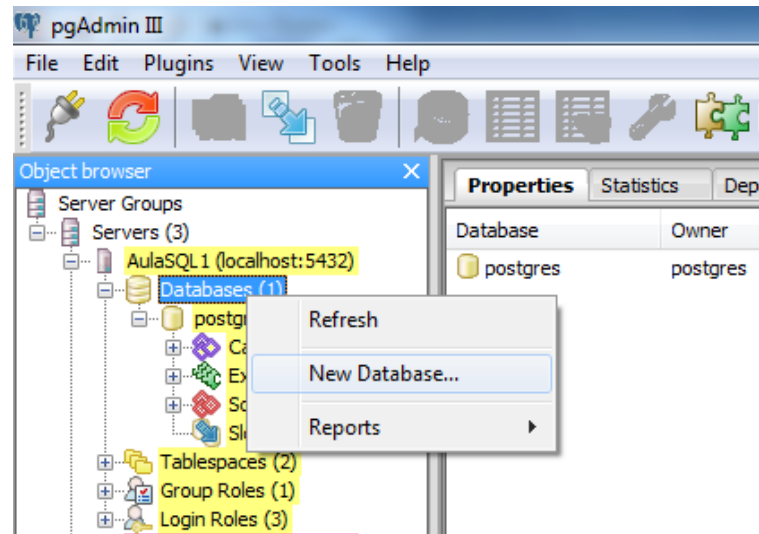 pgAdmin III
File Edit Plugins View Tools Help
Object browser
Server Groups
Servers (3)
AulaSQL1 (localhost:5432)
Databases (1)
Tablespaces (2)
Group Roles (1)
Login Roles (3)
Refresh
New Database...
Reports
Properties Statistics
Database Owner
postgres postgres